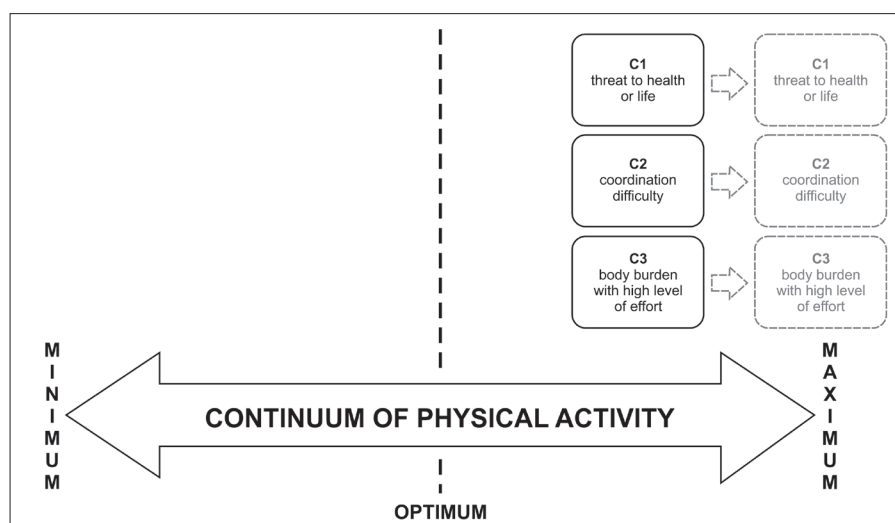 C1
threat to health
or life
C1
threat to health
or life
C2
coordination
difficulty
C2
coordination
difficulty
C3
body burden
with high level
of effort
C3
body burden
with high level
of effort
MINIMUM
CONTINUUM OF PHYSICAL ACTIVITY
MAXIMUM
OPTIMUM